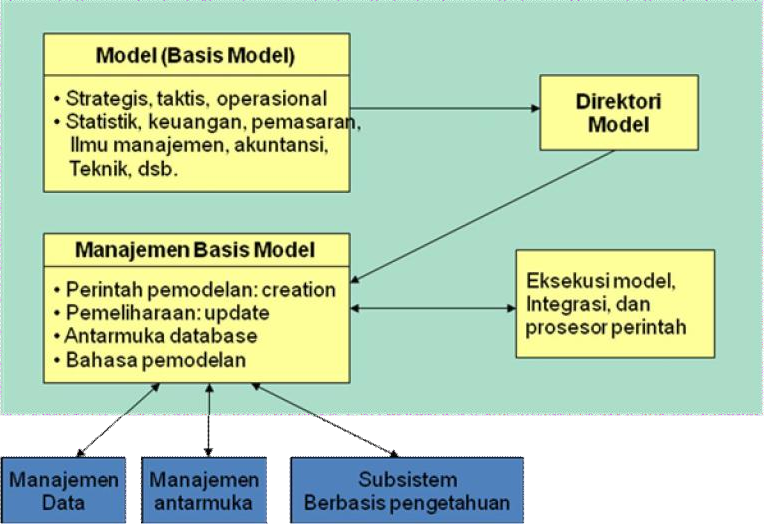 Model (Basis Model)
• Strategis, taktis, operasional
• Statistik, keuangan, pemasaran,
Ilmu manajemen, akuntansi,
Teknik, dsb.
Direktori
Model
Manajemen Basis Model
• Perintah pemodelan: creation
• Pemeliharaan: update
• Antarmuka database
• Bahasa pemodelan
Eksekusi model,
Integrasi, dan
prosesor perintah
Manajemen
Data
Manajemen
antarmuka
Subsistem
Berbasis pengetahuan